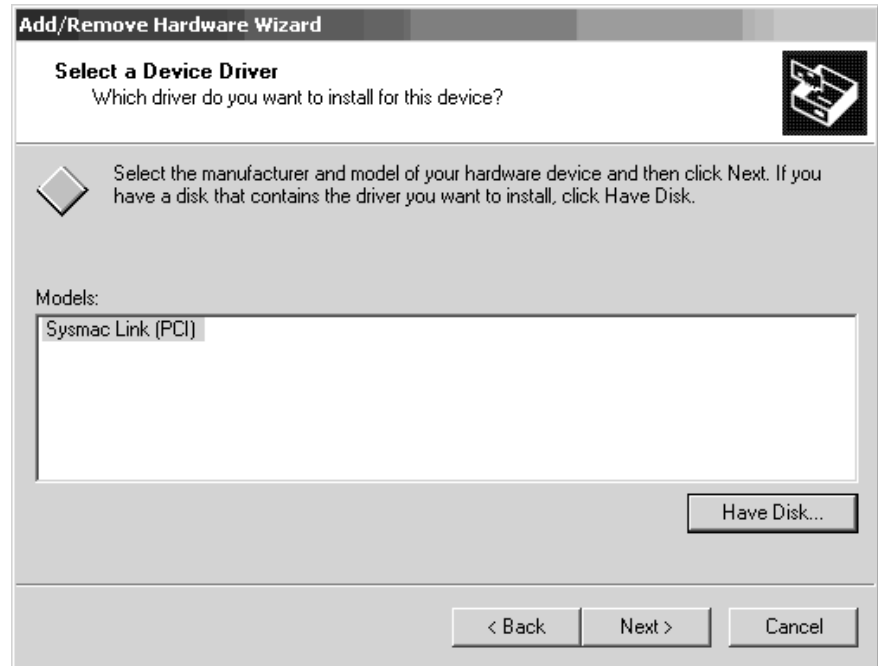 Add/Remove Hardware Wizard
Select a Device Driver
Which driver do you want to install for this device?
Select the manufacturer and model of your hardware device and then click Next. If you
have a disk that contains the driver you want to install, click Have Disk.
Models:
Sysmac Link (PCI)
Have Disk...
< Back
Next >
Cancel